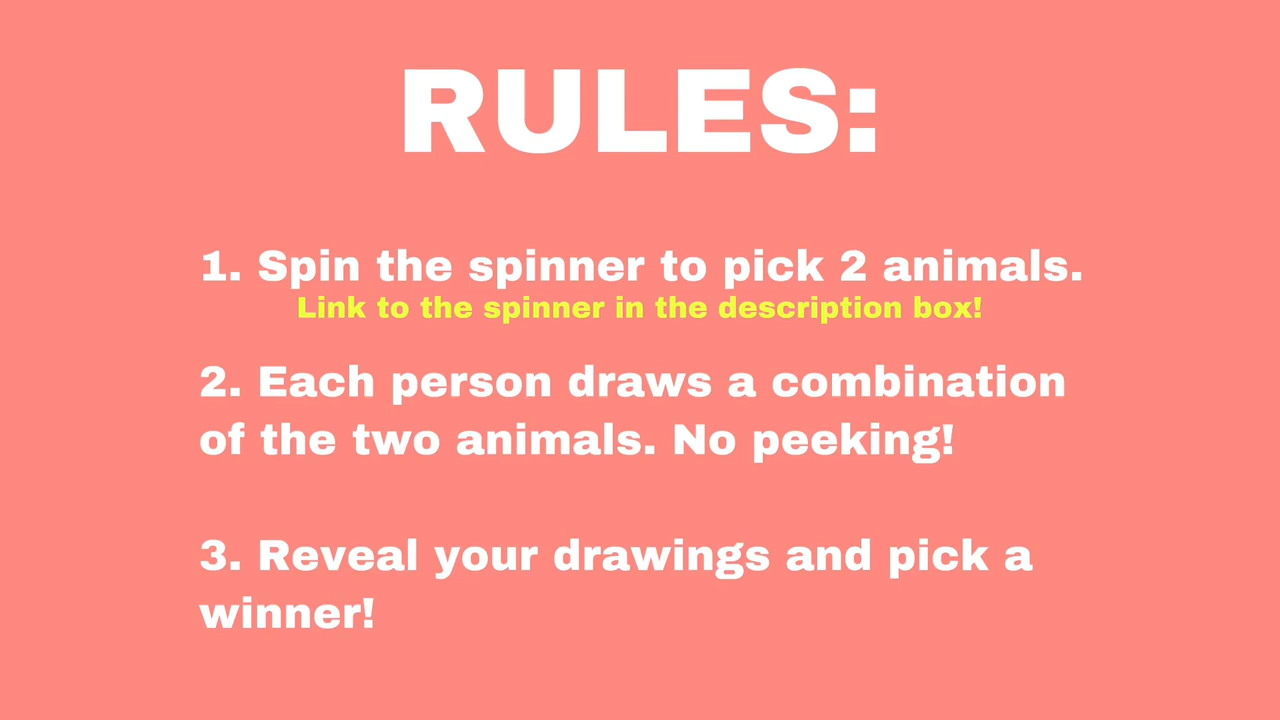 RULES:
1. Spin the spinner to pick 2 animals.
Link to the spinner in the description box!
2. Each person draws a combination
of the two animals. No peeking!
3. Reveal your drawings and pick a
winner!